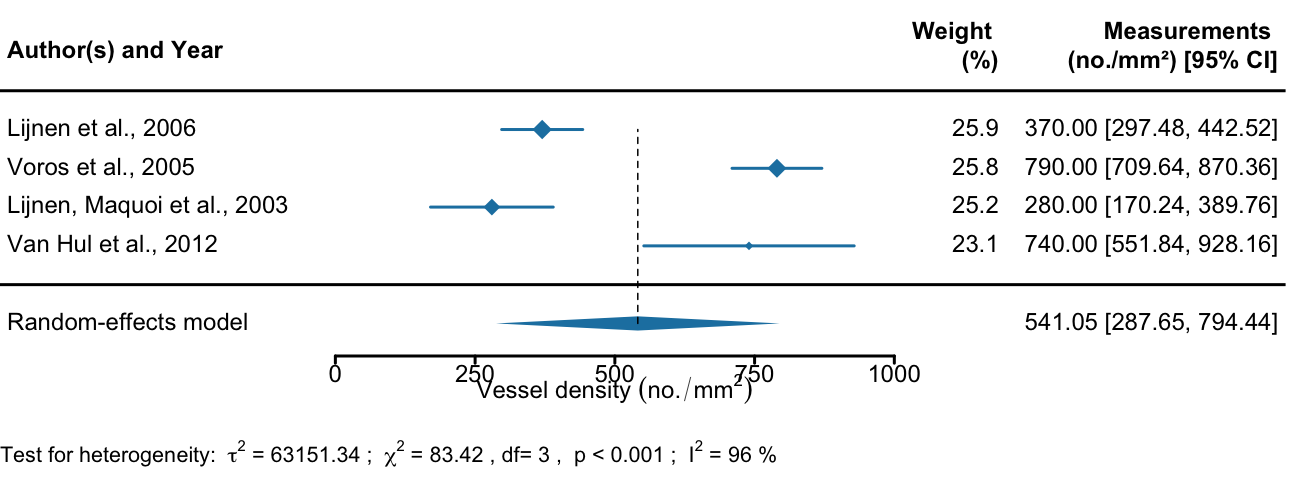 Author(s) and Year Weight (%) Measurements (no./mm²) [95% CI]
Lijnen et al., 2006 25.9 370.00 [297.48, 442.52]
Voros et al., 2005 25.8 790.00 [709.64, 870.36]
Lijnen, Maquoi et al., 2003 25.2 280.00 [170.24, 389.76]
Van Hul et al., 2012 23.1 740.00 [551.84, 928.16]
Random-effects model 541.05 [287.65, 794.44]
0 250 500 750 1000
Vessel density (no./mm²)
Test for heterogeneity: τ² = 63151.34 ; χ² = 83.42 , df= 3 , p < 0.001 ; I² = 96 %